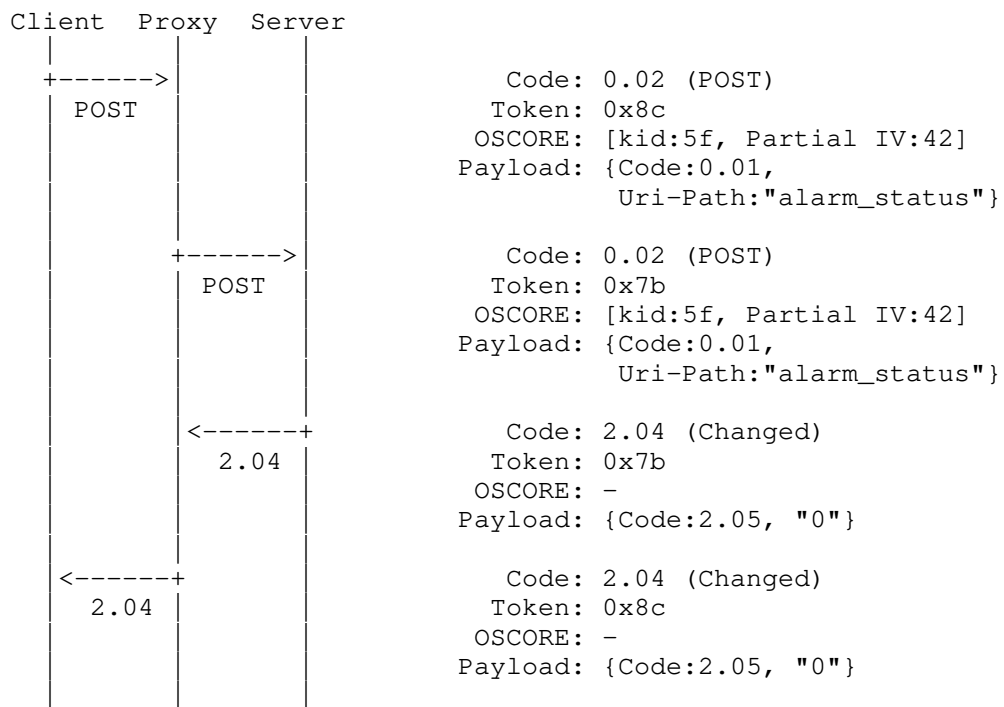 Client  Proxy  Server
+------>|               Code: 0.02 (POST)
POST               Token: 0x8c
OSCORE: [kid:5f, Partial IV:42]
Payload: {Code:0.01,
Uri-Path:"alarm_status"}
+------>               Code: 0.02 (POST)
POST               Token: 0x7b
OSCORE: [kid:5f, Partial IV:42]
Payload: {Code:0.01,
Uri-Path:"alarm_status"}
<------+               Code: 2.04 (Changed)
2.04               Token: 0x7b
OSCORE: -
Payload: {Code:2.05, "0"}
<------+               Code: 2.04 (Changed)
2.04               Token: 0x8c
OSCORE: -
Payload: {Code:2.05, "0"}